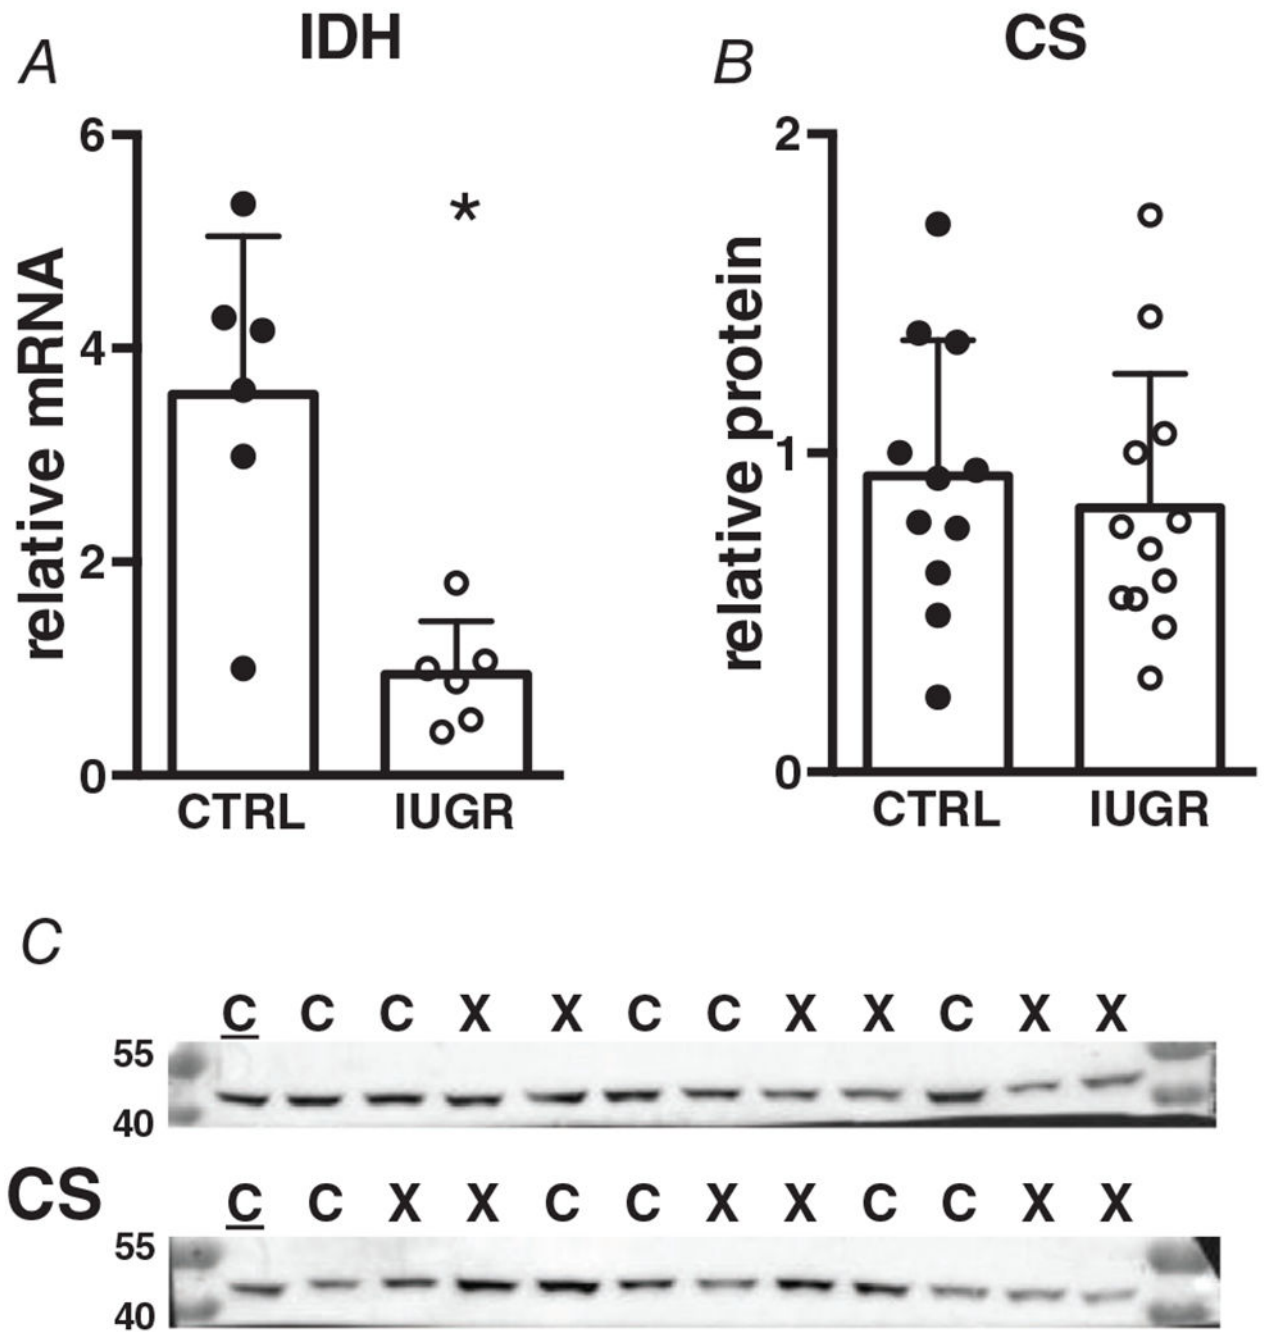 A IDH
6
4
2
0
relative mRNA
*
CTRL IUGR
B CS
2
1
0
relative protein
CTRL IUGR
C
C C C X X C C X X C X X
55
40
CS
C C X X C C X X C C X X
55
40